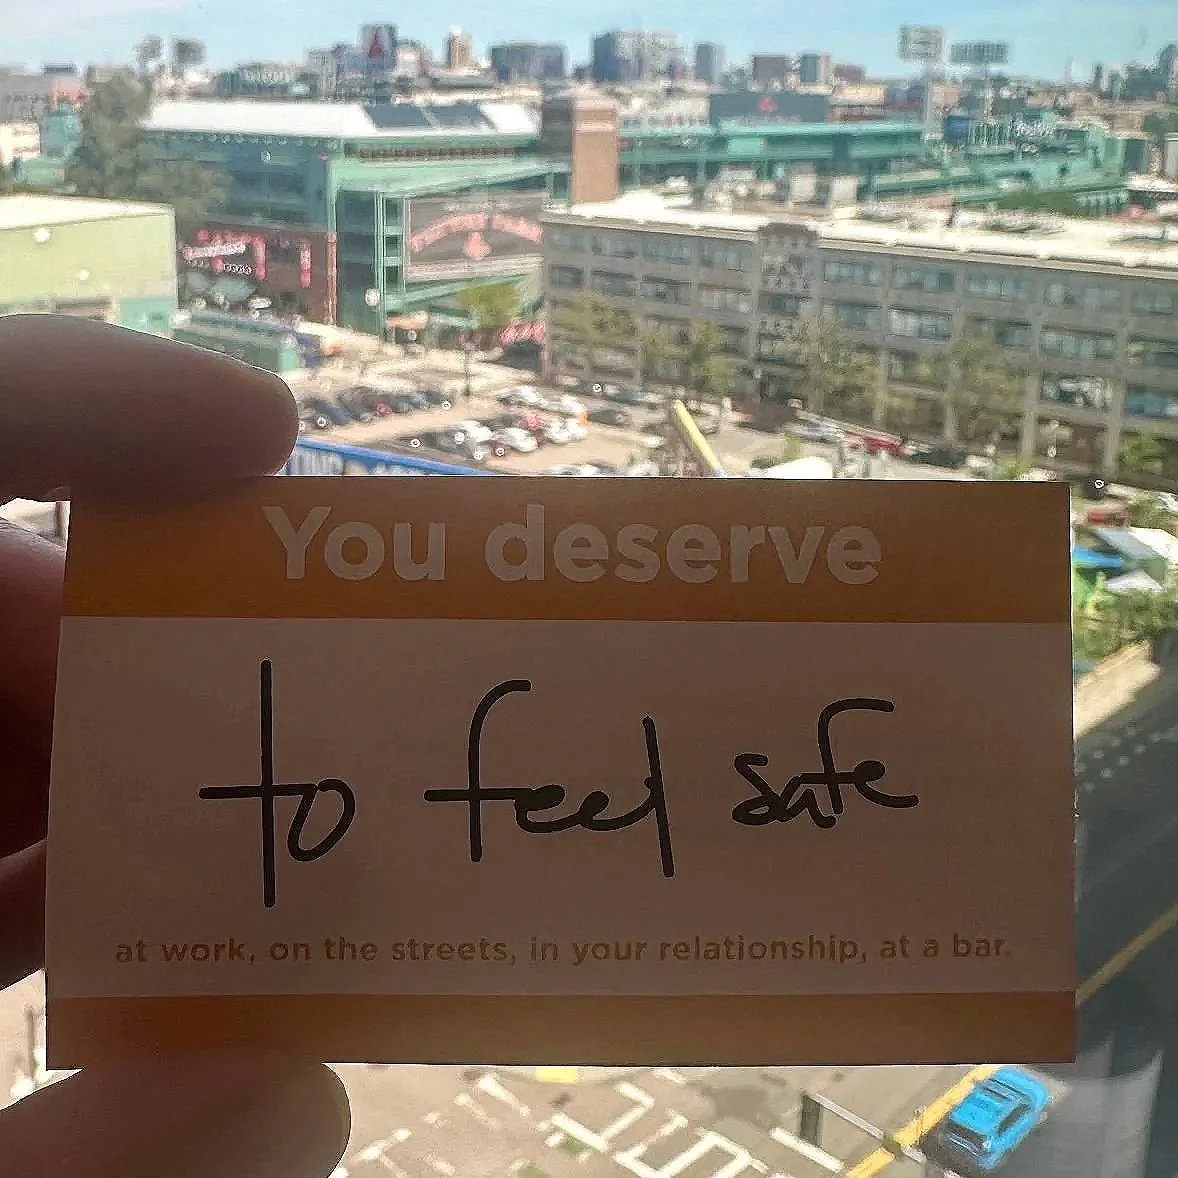 You deserve
to feel safe
at work, on the streets, in your relationship, at a bar.